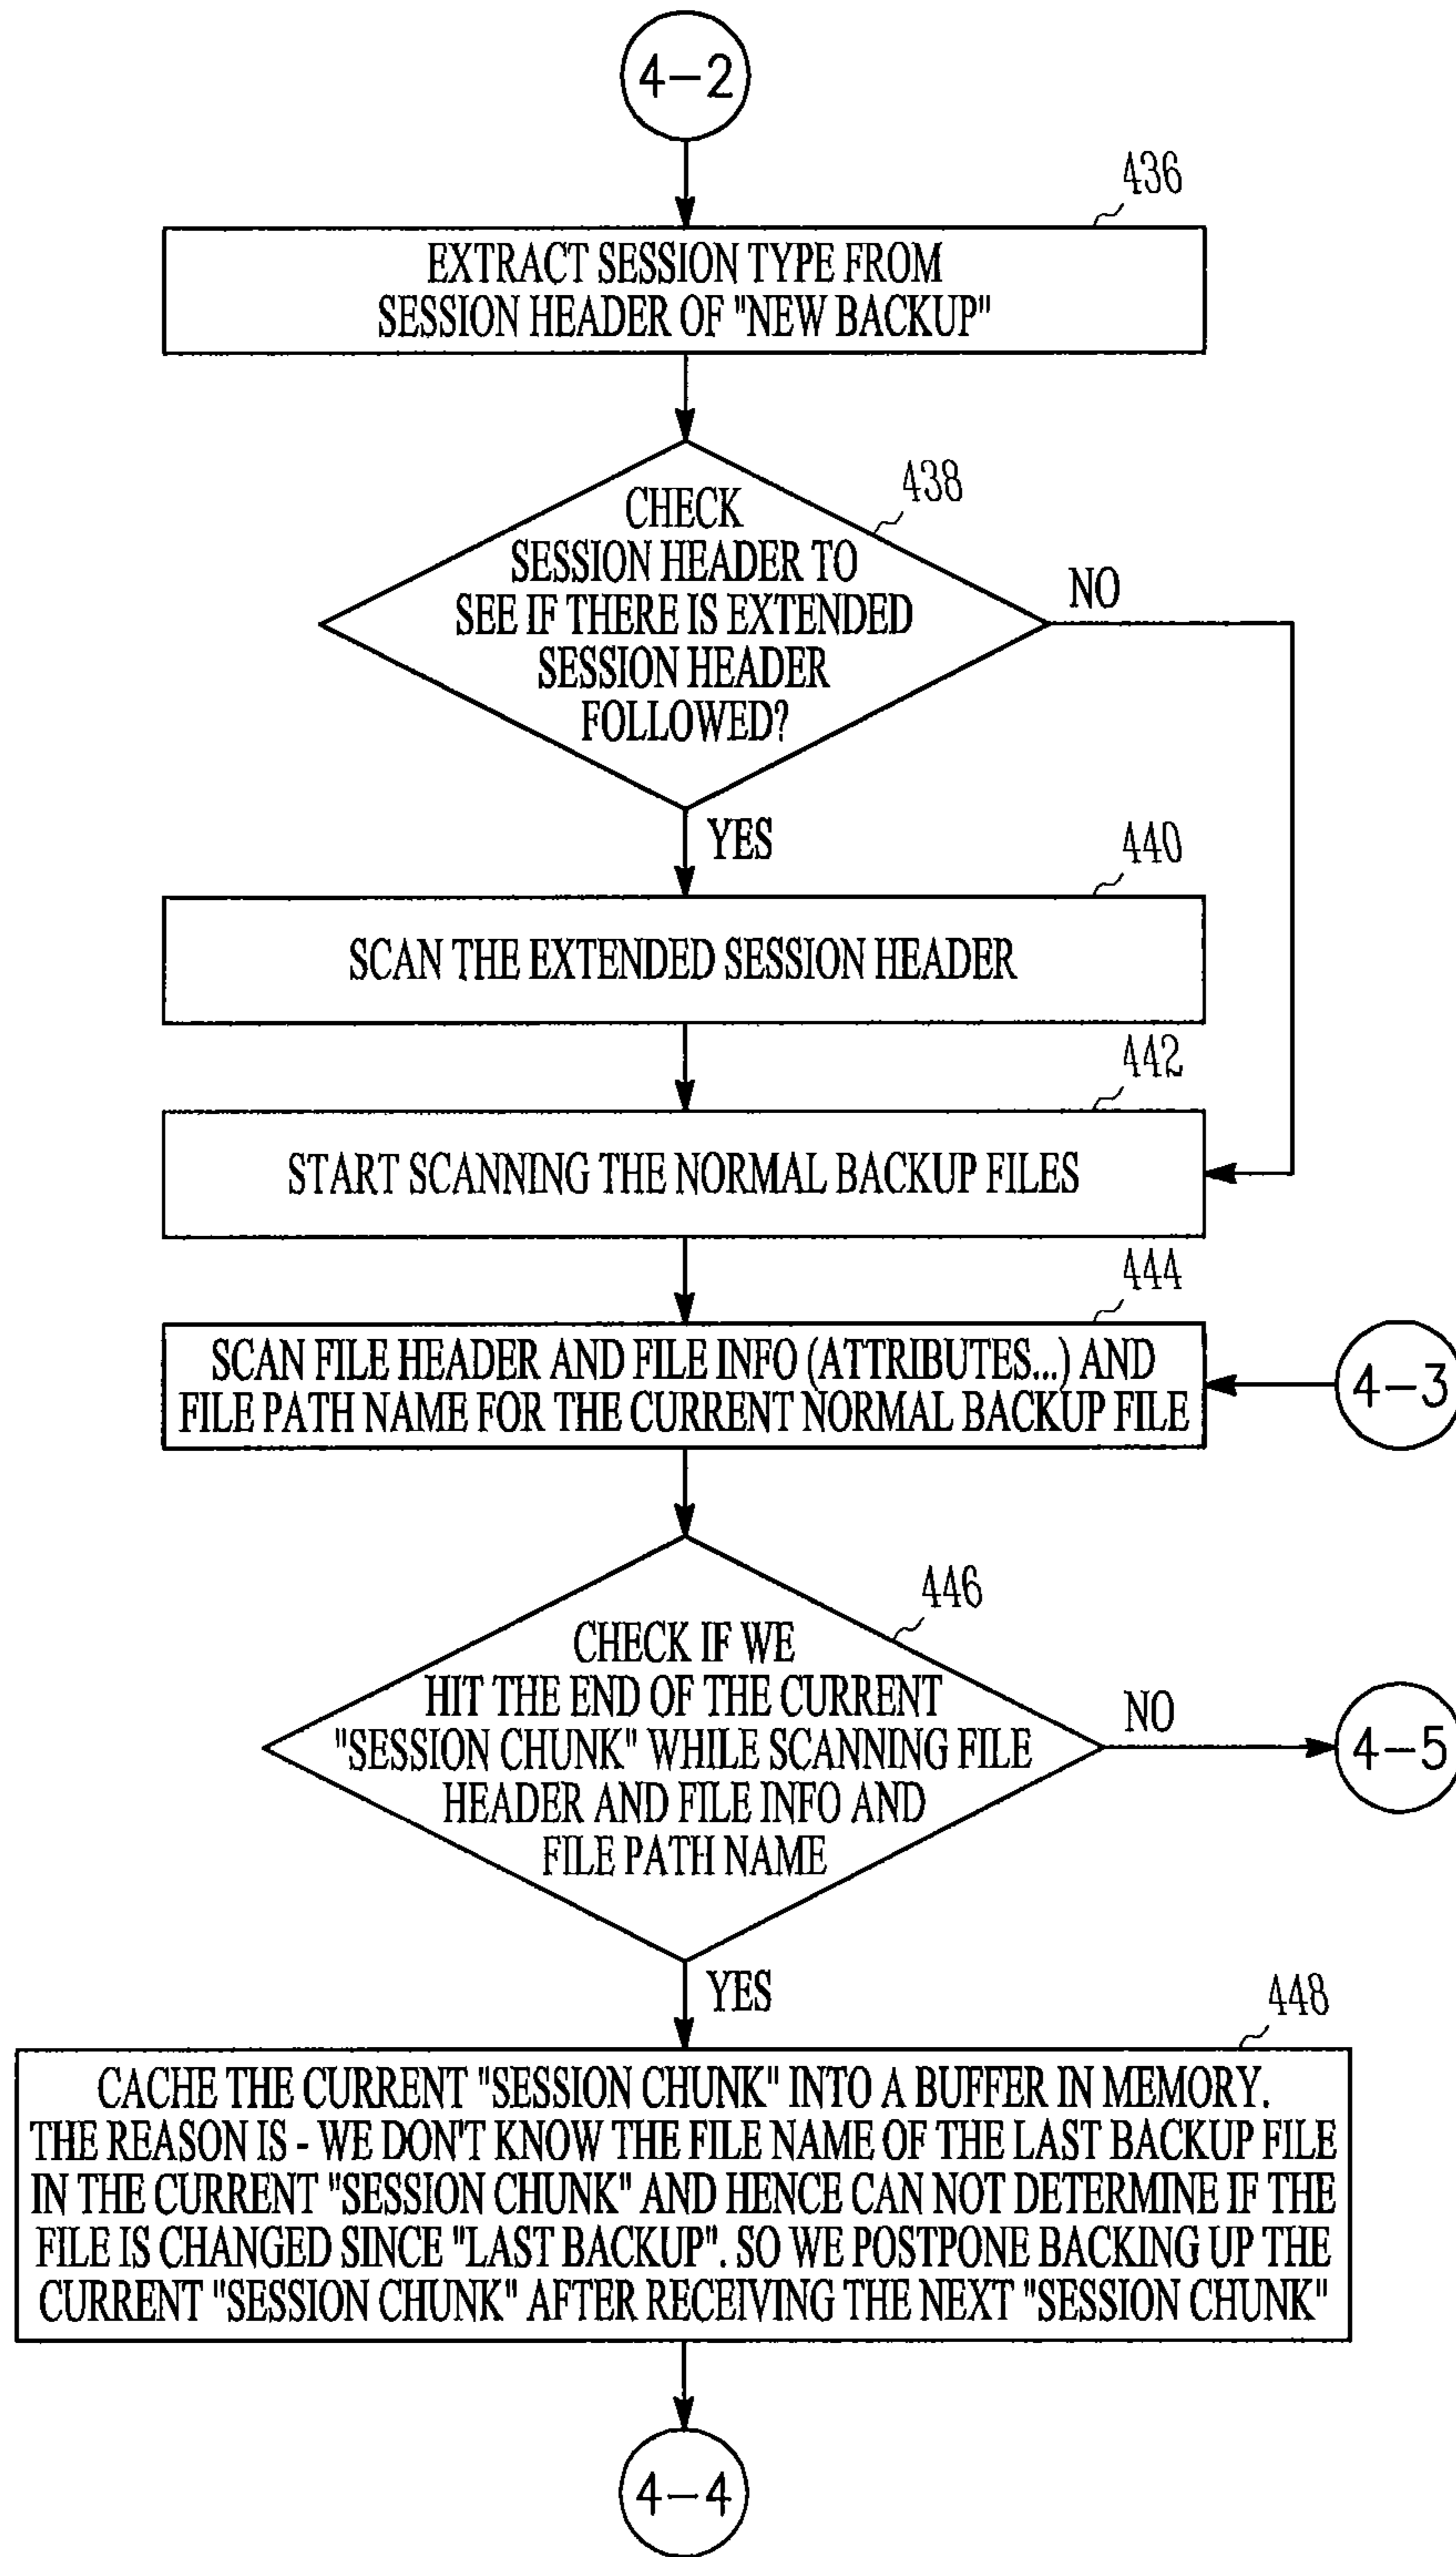 4-2
436
EXTRACT SESSION TYPE FROM
SESSION HEADER OF "NEW BACKUP"
438
CHECK
SESSION HEADER TO
SEE IF THERE IS EXTENDED
SESSION HEADER
FOLLOWED?
NO
YES
440
SCAN THE EXTENDED SESSION HEADER
442
START SCANNING THE NORMAL BACKUP FILES
444
SCAN FILE HEADER AND FILE INFO (ATTRIBUTES...) AND
FILE PATH NAME FOR THE CURRENT NORMAL BACKUP FILE
4-3
446
CHECK IF WE
HIT THE END OF THE CURRENT
"SESSION CHUNK" WHILE SCANNING FILE
HEADER AND FILE INFO AND
FILE PATH NAME
NO
4-5
YES
448
CACHE THE CURRENT "SESSION CHUNK" INTO A BUFFER IN MEMORY.
THE REASON IS - WE DON'T KNOW THE FILE NAME OF THE LAST BACKUP FILE
IN THE CURRENT "SESSION CHUNK" AND HENCE CAN NOT DETERMINE IF THE
FILE IS CHANGED SINCE "LAST BACKUP". SO WE POSTPONE BACKING UP THE
CURRENT "SESSION CHUNK" AFTER RECEIVING THE NEXT "SESSION CHUNK"
4-4